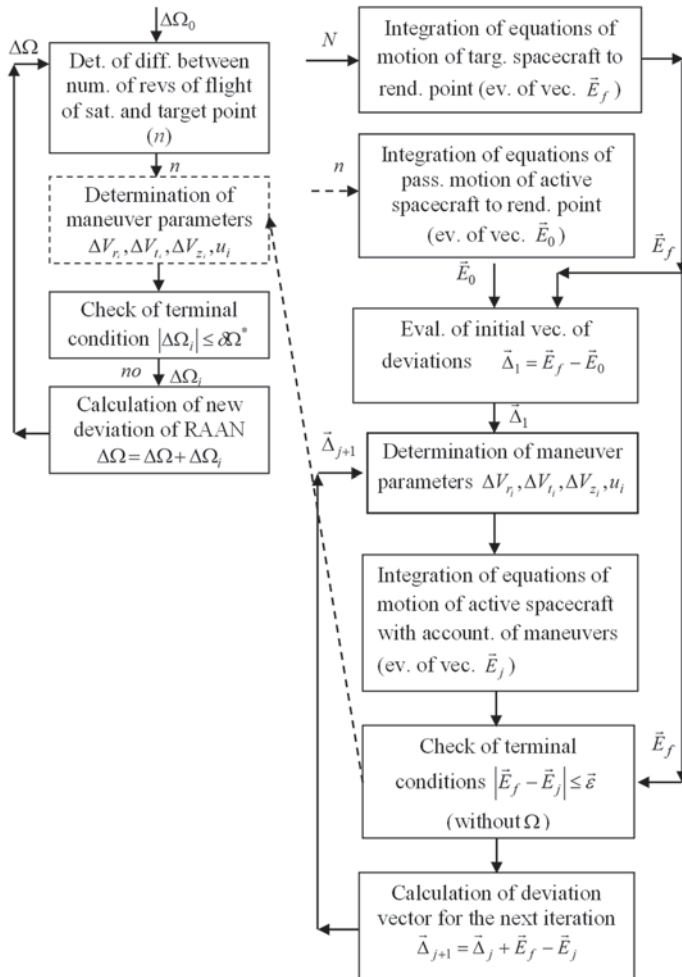 ΔΩ₀
ΔΩ
Det. of diff. between
num. of revs of flight
of sat. and target point
(n)
n
Determination of
maneuver parameters
ΔV_{r_i}, ΔV_{t_i}, ΔV_{z_i}, u_i
Check of terminal
condition |ΔΩ_i| ≤ δΩ*
no
ΔΩ_i
Calculation of new
deviation of RAAN
ΔΩ = ΔΩ + ΔΩ_i
N
Integration of equations of
motion of targ. spacecraft to
rend. point (ev. of vec. E⃗_f )
n
Integration of equations of
pass. motion of active
spacecraft to rend. point
(ev. of vec. E⃗₀ )
E⃗_f
E⃗₀
Eval. of initial vec. of
deviations Δ⃗₁ = E⃗_f − E⃗₀
Δ⃗₁
Δ⃗_{j+1}
Determination of maneuver
parameters ΔV_{r_i}, ΔV_{t_i}, ΔV_{z_i}, u_i
Integration of equations of
motion of active spacecraft
with account. of maneuvers
(ev. of vec. E⃗_j )
E⃗_f
Check of terminal
conditions |E⃗_f − E⃗_j| ≤ ε⃗
(without Ω)
Calculation of deviation
vector for the next iteration
Δ⃗_{j+1} = Δ⃗_j + E⃗_f − E⃗_j